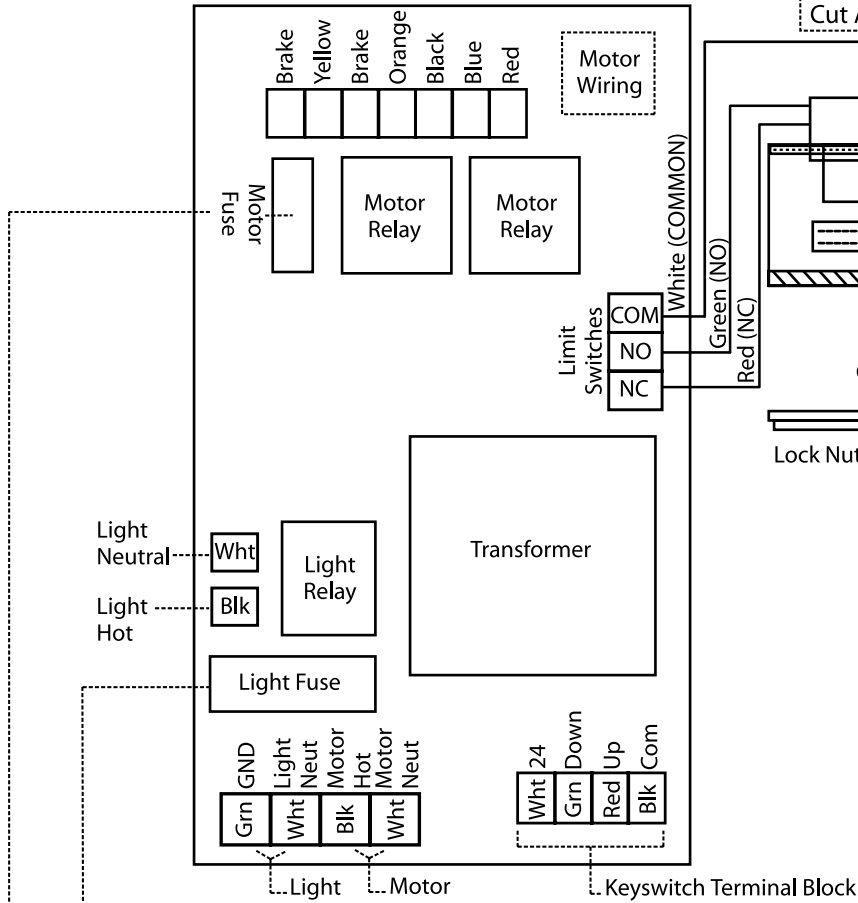 Cut
Brake
Yellow
Brake
Orange
Black
Blue
Red
Motor
Wiring
Motor
Fuse
Motor
Relay
Motor
Relay
White (COMMON)
Green (NO)
Red (NC)
Limit
Switches
COM
NO
NC
Lock Nut
Light
Neutral
Wht
Light
Hot
Blk
Light
Relay
Transformer
Light Fuse
GND
Light
Neut
Motor
Hot
Motor
Neut
Grn
Wht
Blk
Wht
24
Down
Up
Com
Wht
Grn
Red
Blk
Light
Motor
Keyswitch Terminal Block